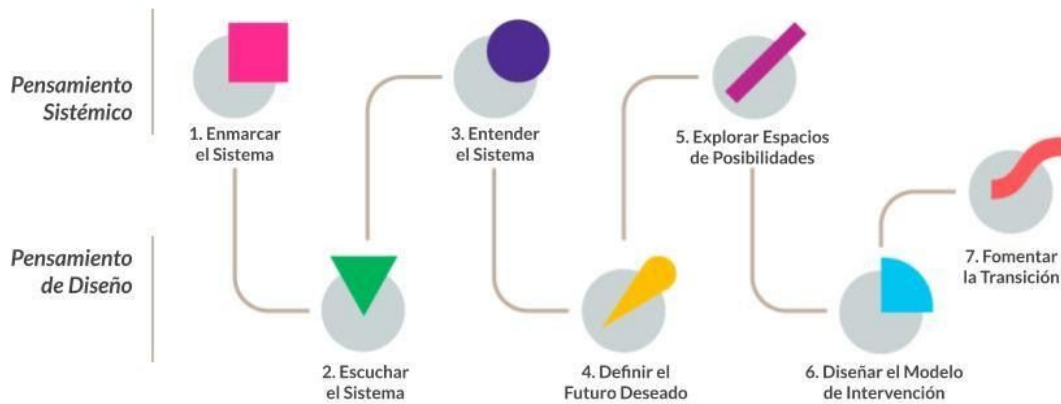 Pensamiento
Sistémico
1. Enmarcar
el Sistema
3. Entender
el Sistema
5. Explorar Espacios
de Posibilidades
Pensamiento
de Diseño
7. Fomentar
la Transición
2. Escuchar
el Sistema
4. Definir el
Futuro Deseado
6. Diseñar el Modelo
de Intervención